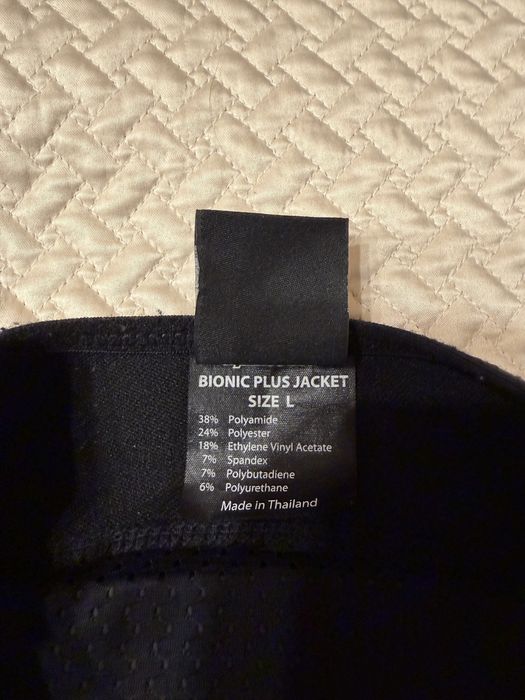 BIONIC PLUS JACKET
SIZE L
38% Polyamide
24% Polyester
18% Ethylene Vinyl Acetate
7% Spandex
7% Polybutadiene
6% Polyurethane
Made in Thailand